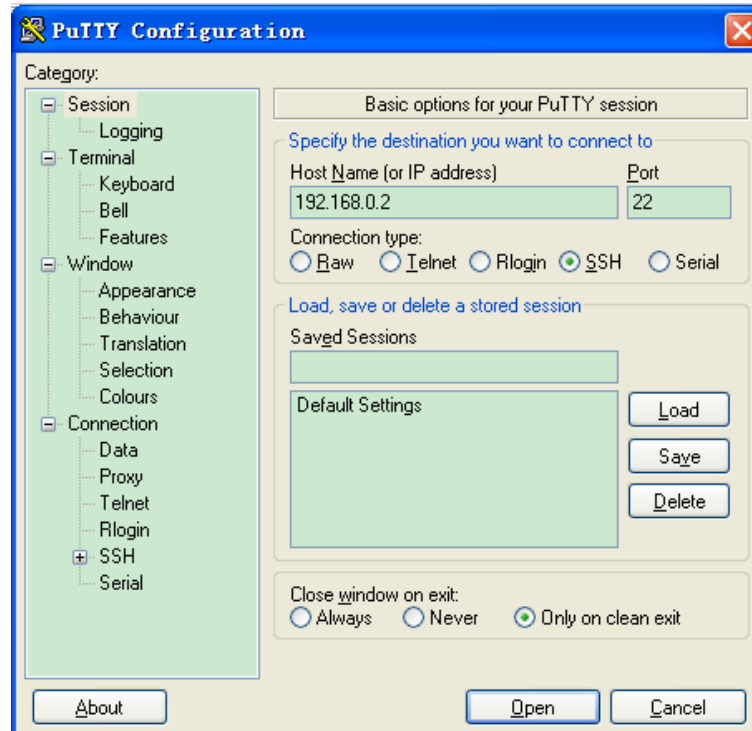 PuTTY Configuration
Category:
Session
Logging
Terminal
Keyboard
Bell
Features
Window
Appearance
Behaviour
Translation
Selection
Colours
Connection
Data
Proxy
Telnet
Rlogin
SSH
Serial
Basic options for your PuTTY session
Specify the destination you want to connect to
Host Name (or IP address) Port
192.168.0.2 22
Connection type:
Raw Telnet Rlogin SSH Serial
Load, save or delete a stored session
Saved Sessions
Default Settings
Load
Save
Delete
Close window on exit:
Always Never Only on clean exit
About Open Cancel